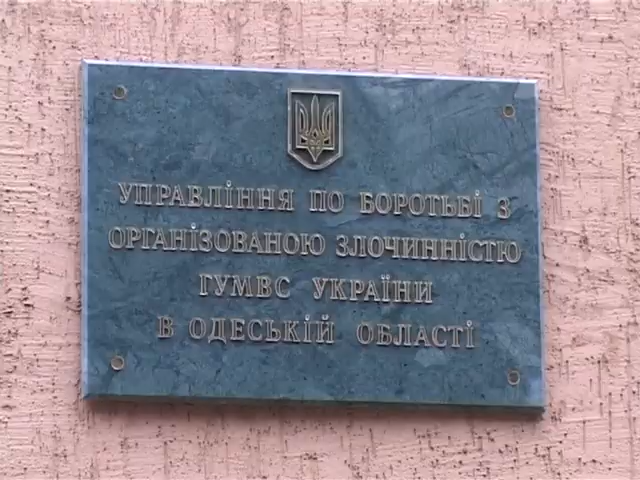 УПРАВЛІННЯ ПО БОРОТЬБІ З
ОРГАНІЗОВАНОЮ ЗЛОЧИННІСТЮ
ГУМВС УКРАЇНИ
В ОДЕСЬКІЙ ОБЛАСТІ